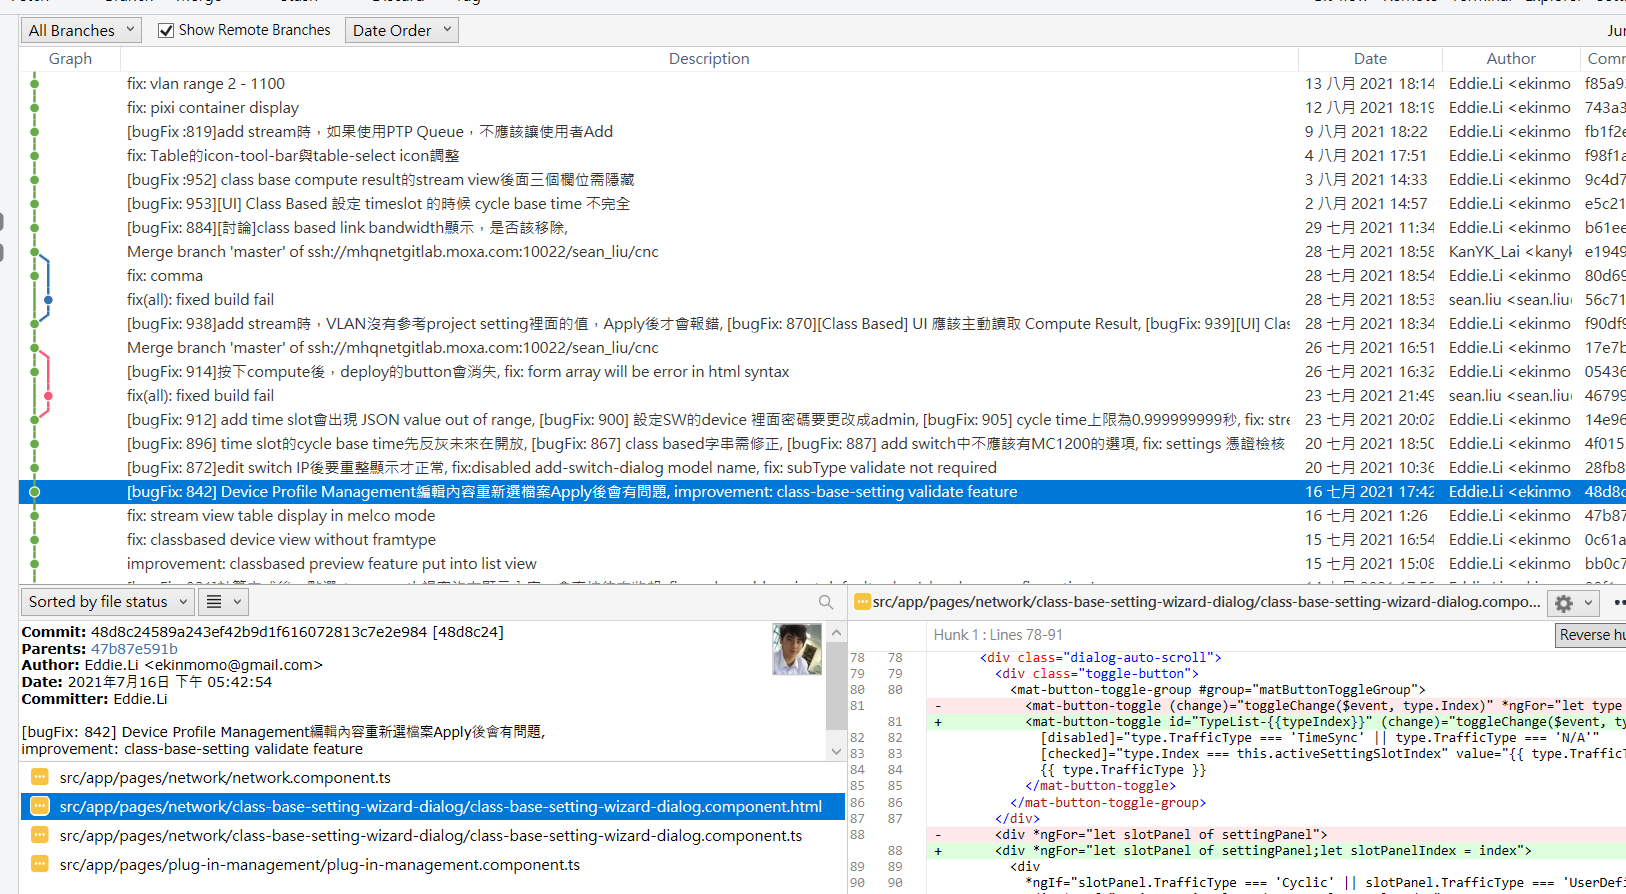 All Branches
Show Remote Branches
Date Order
Graph
Description
Date
Author
fix: vlan range 2 - 1100 13 八月 2021 18:14 Eddie.Li <ekinmo f85a9
fix: pixi container display 12 八月 2021 18:19 Eddie.Li <ekinmo 743a3
[bugFix :819]add stream時，如果使用PTP Queue，不應該讓使用者Add 9 八月 2021 18:22 Eddie.Li <ekinmo fb1f2
fix: Table的icon-tool-bar與table-select icon調整 4 八月 2021 17:51 Eddie.Li <ekinmo f98f1
[bugFix :952] class base compute result的stream view後面三個欄位需隱藏 3 八月 2021 14:33 Eddie.Li <ekinmo 9c4d7
[bugFix: 953][UI] Class Based 設定 timeslot 的時候 cycle base time 不完全 2 八月 2021 14:57 Eddie.Li <ekinmo e5c21
[bugFix: 884][討論]class based link bandwidth顯示，是否該移除, 29 七月 2021 11:34 Eddie.Li <ekinmo b61ee
Merge branch 'master' of ssh://mhqnetgitlab.moxa.com:10022/sean_liu/cnc 28 七月 2021 18:58 KanYK_Lai <kanyk e1949
fix: comma 28 七月 2021 18:54 Eddie.Li <ekinmo 80d69
fix(all): fixed build fail 28 七月 2021 18:53 sean.liu <sean.liu 56c71
[bugFix: 938]add stream時，VLAN沒有參考project setting裡面的值，Apply後才會報錯, [bugFix: 870][Class Based] UI 應該主動讀取 Compute Result, [bugFix: 939][UI] Clas 28 七月 2021 18:34 Eddie.Li <ekinmo f90df
Merge branch 'master' of ssh://mhqnetgitlab.moxa.com:10022/sean_liu/cnc 26 七月 2021 16:51 Eddie.Li <ekinmo 17e7b
[bugFix: 914]按下compute後，deploy的button會消失, fix: form array will be error in html syntax 26 七月 2021 16:32 Eddie.Li <ekinmo 05436
fix(all): fixed build fail 23 七月 2021 21:49 sean.liu <sean.liu 46799
[bugFix: 912] add time slot會出現 JSON value out of range, [bugFix: 900] 設定SW的device 裡面密碼要更改成admin, [bugFix: 905] cycle time上限為0.999999999秒, fix: stre 23 七月 2021 20:02 Eddie.Li <ekinmo 14e96
[bugFix: 896] time slot的cycle base time先反灰未來在開放, [bugFix: 867] class based字串需修正, [bugFix: 887] add switch中不應該有MC1200的選項, fix: settings 憑證檢核 20 七月 2021 18:50 Eddie.Li <ekinmo 4f015
[bugFix: 872]edit switch IP後要重整顯示才正常, fix:disabled add-switch-dialog model name, fix: subType validate not required 20 七月 2021 10:36 Eddie.Li <ekinmo 28fb8
[bugFix: 842] Device Profile Management編輯內容重新選檔案Apply後會有問題, improvement: class-base-setting validate feature 16 七月 2021 17:42 Eddie.Li <ekinmo 48d8c
fix: stream view table display in melco mode 16 七月 2021 1:26 Eddie.Li <ekinmo 47b87
fix: classbased device view without framtype 15 七月 2021 16:54 Eddie.Li <ekinmo 0c61a
improvement: classbased preview feature put into list view 15 七月 2021 15:08 Eddie.Li <ekinmo bb0c7
Sorted by file status
Commit: 48d8c24589a243ef42b9d1f616072813c7e2e984 [48d8c24]
Parents: 47b87e591b
Author: Eddie.Li <ekinmomo@gmail.com>
Date: 2021年7月16日 下午 05:42:54
Committer: Eddie.Li
[bugFix: 842] Device Profile Management編輯內容重新選檔案Apply後會有問題,
improvement: class-base-setting validate feature
src/app/pages/network/network.component.ts
src/app/pages/network/class-base-setting-wizard-dialog/class-base-setting-wizard-dialog.component.html
src/app/pages/network/class-base-setting-wizard-dialog/class-base-setting-wizard-dialog.component.ts
src/app/pages/plug-in-management/plug-in-management.component.ts
src/app/pages/network/class-base-setting-wizard-dialog/class-base-setting-wizard-dialog.compo...
Hunk 1 : Lines 78-91
Reverse hu
78 78 <div class="dialog-auto-scroll">
79 79 <div class="toggle-button">
80 80 <mat-button-toggle-group #group="matButtonToggleGroup">
81 - <mat-button-toggle (change)="toggleChange($event, type.Index)" *ngFor="let type
81 + <mat-button-toggle id="TypeList-{{typeIndex}}" (change)="toggleChange($event, ty
82 82 [disabled]="type.TrafficType === 'TimeSync' || type.TrafficType === 'N/A'"
83 83 [checked]="type.Index === this.activeSettingSlotIndex" value="{{ type.TrafficT
84 84 {{ type.TrafficType }}
85 85 </mat-button-toggle>
86 86 </mat-button-toggle-group>
87 87 </div>
88 - <div *ngFor="let slotPanel of settingPanel">
88 + <div *ngFor="let slotPanel of settingPanel;let slotPanelIndex = index">
89 89 <div
90 90 *ngIf="slotPanel.TrafficType === 'Cyclic' || slotPanel.TrafficType === 'UserDefi